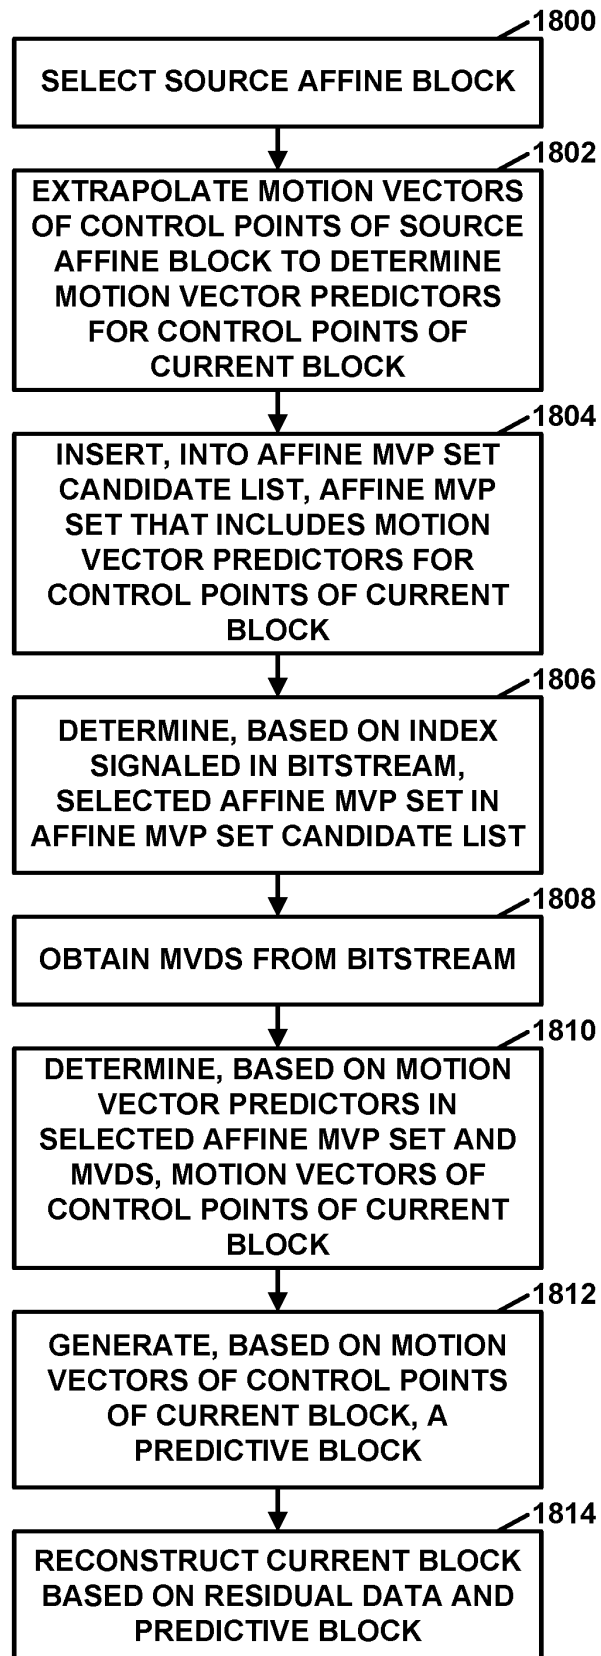 1800
SELECT SOURCE AFFINE BLOCK
1802
EXTRAPOLATE MOTION VECTORS
OF CONTROL POINTS OF SOURCE
AFFINE BLOCK TO DETERMINE
MOTION VECTOR PREDICTORS
FOR CONTROL POINTS OF
CURRENT BLOCK
1804
INSERT, INTO AFFINE MVP SET
CANDIDATE LIST, AFFINE MVP
SET THAT INCLUDES MOTION
VECTOR PREDICTORS FOR
CONTROL POINTS OF CURRENT
BLOCK
1806
DETERMINE, BASED ON INDEX
SIGNALED IN BITSTREAM,
SELECTED AFFINE MVP SET IN
AFFINE MVP SET CANDIDATE LIST
1808
OBTAIN MVDS FROM BITSTREAM
1810
DETERMINE, BASED ON MOTION
VECTOR PREDICTORS IN
SELECTED AFFINE MVP SET AND
MVDS, MOTION VECTORS OF
CONTROL POINTS OF CURRENT
BLOCK
1812
GENERATE, BASED ON MOTION
VECTORS OF CONTROL POINTS
OF CURRENT BLOCK, A
PREDICTIVE BLOCK
1814
RECONSTRUCT CURRENT BLOCK
BASED ON RESIDUAL DATA AND
PREDICTIVE BLOCK